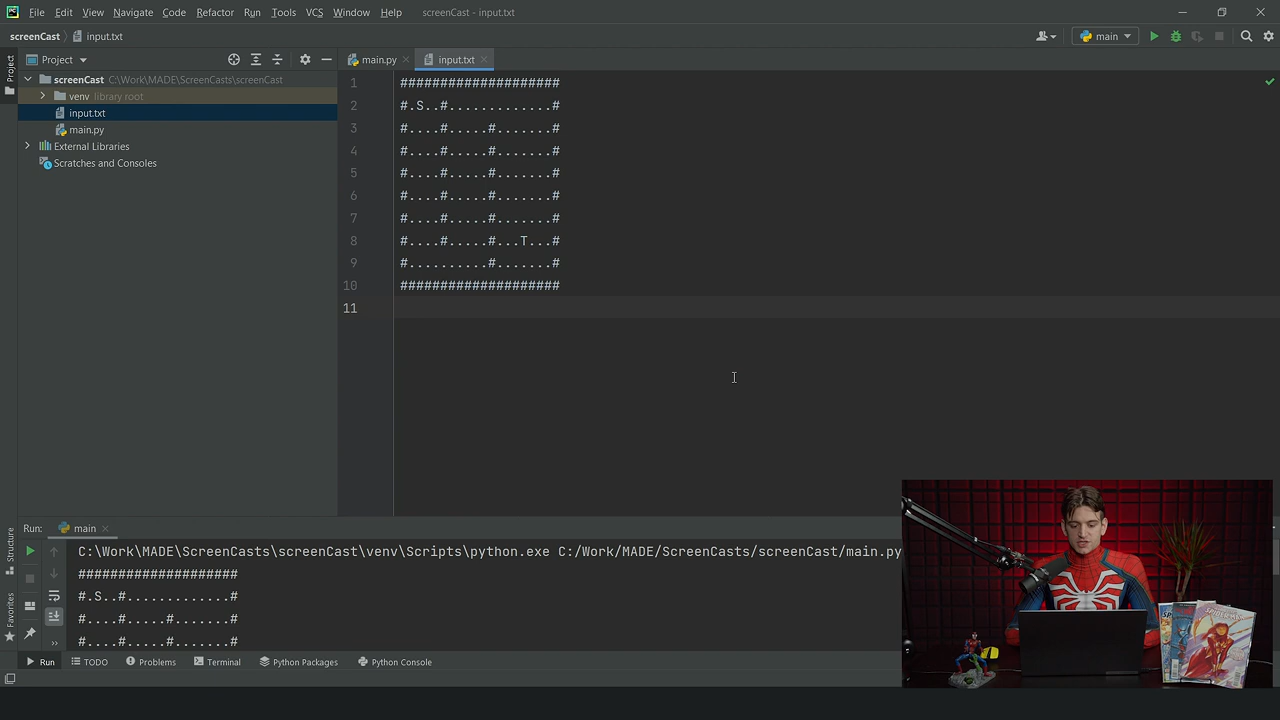 File Edit View Navigate Code Refactor Run Tools VCS Window Help screenCast - input.txt
screenCast input.txt main
Project main.py input.txt
Project
screenCast C:\Work\MADE\ScreenCasts\screenCast
venv library root
input.txt
main.py
External Libraries
Scratches and Consoles
1 ####################
2 #.S..#.............#
3 #....#.....#.......#
4 #....#.....#.......#
5 #....#.....#.......#
6 #....#.....#.......#
7 #....#.....#.......#
8 #....#.....#...T...#
9 #..........#.......#
10 ####################
11
Structure
Favorites
Run: main
C:\Work\MADE\ScreenCasts\screenCast\venv\Scripts\python.exe C:/Work/MADE/ScreenCasts/screenCast/main.py
####################
#.S..#.............#
#....#.....#.......#
#....#.....#.......#
Run TODO Problems Terminal Python Packages Python Console